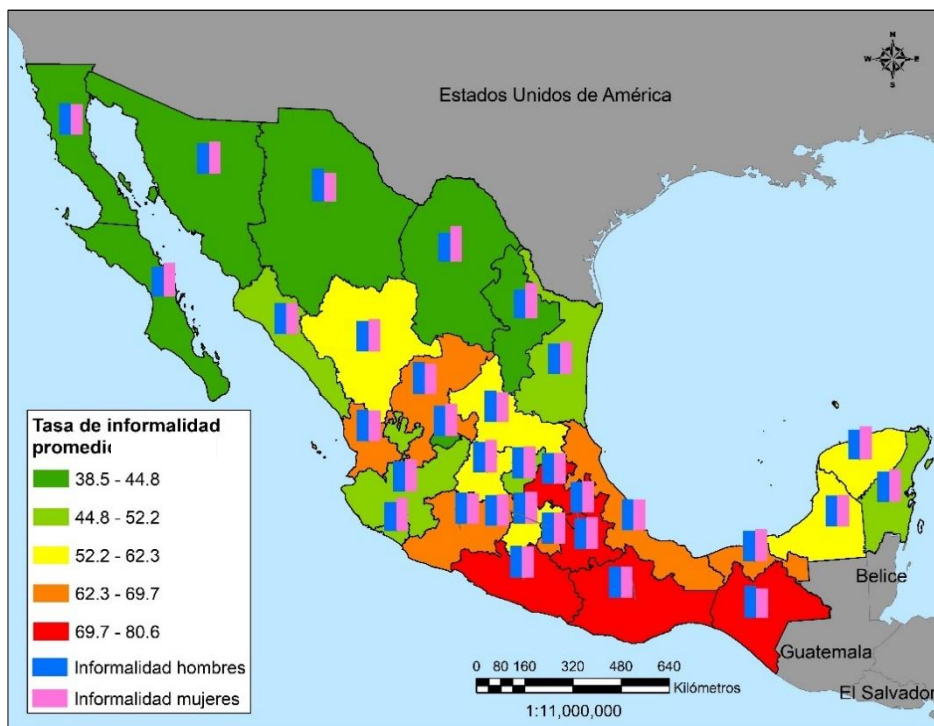 N
W E
S
Estados Unidos de América
Tasa de informalidad
promedi
38.5 - 44.8
44.8 - 52.2
52.2 - 62.3
62.3 - 69.7
69.7 - 80.6
Informalidad hombres
Informalidad mujeres
Belice
Guatemala
El Salvador
0 80 160 320 480 640
Kilómetros
1:11,000,000